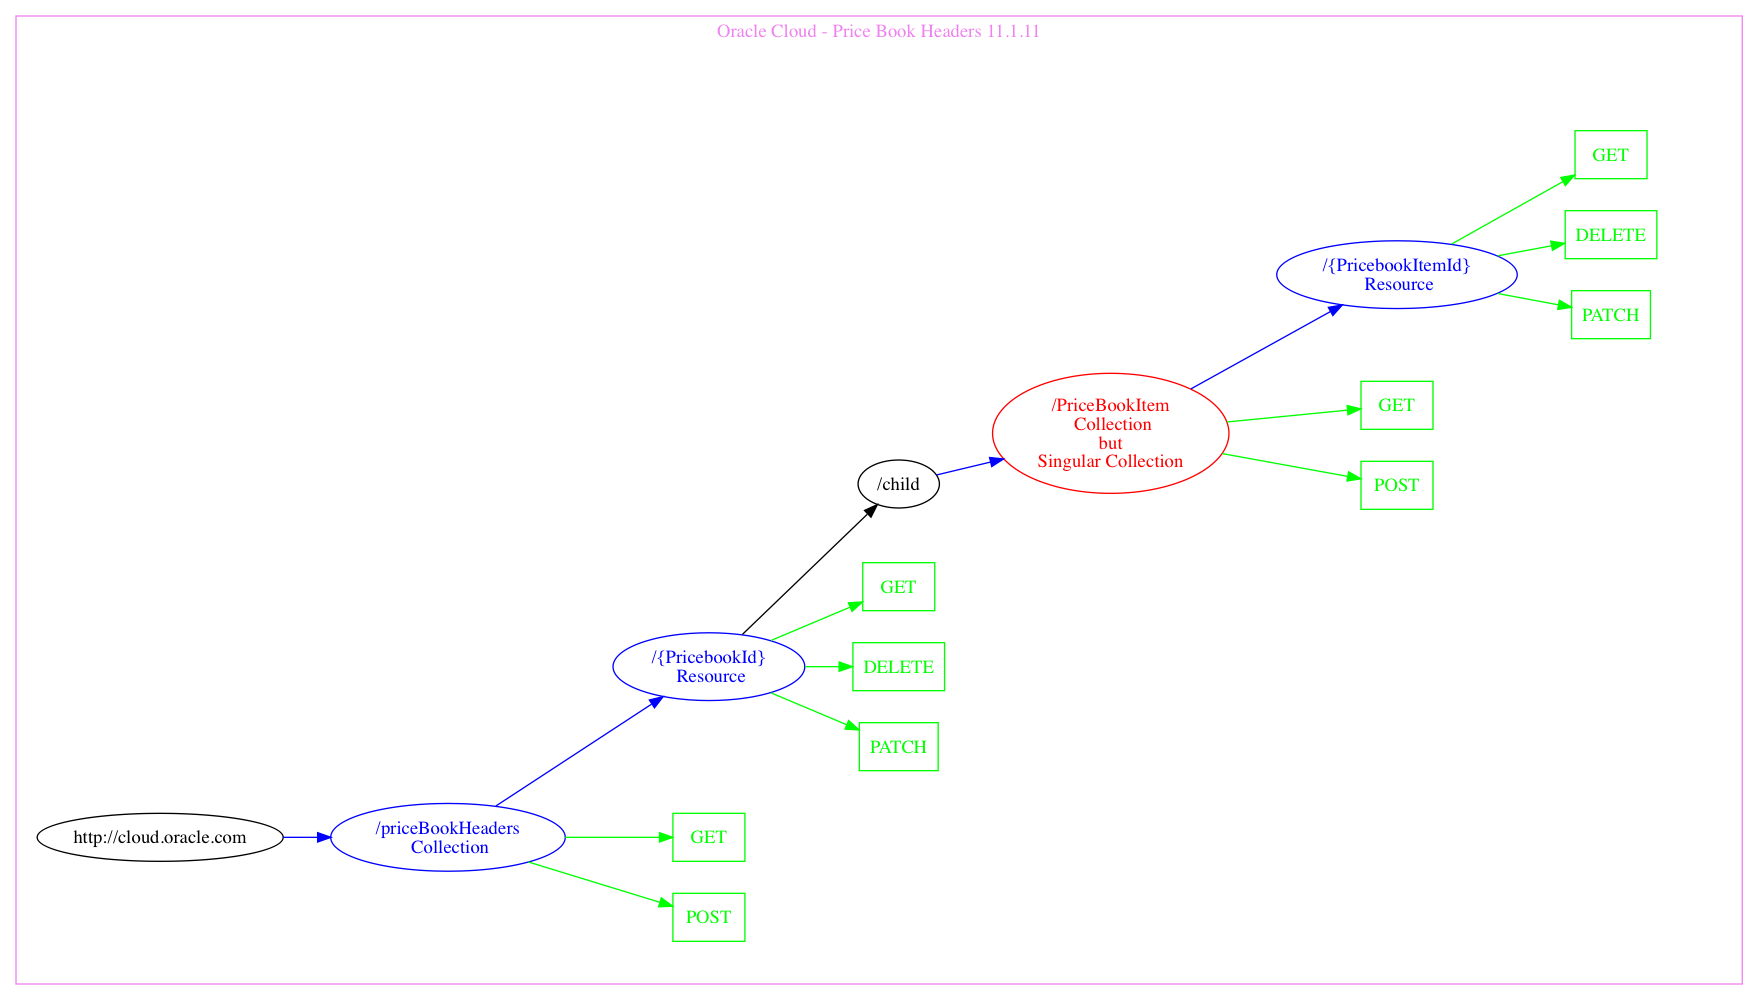 Oracle Cloud - Price Book Headers 11.1.11
GET
DELETE
/{PricebookItemId}
Resource
PATCH
/PriceBookItem
Collection
but
Singular Collection
GET
POST
/child
GET
/{PricebookId}
Resource
DELETE
PATCH
http://cloud.oracle.com
/priceBookHeaders
Collection
GET
POST